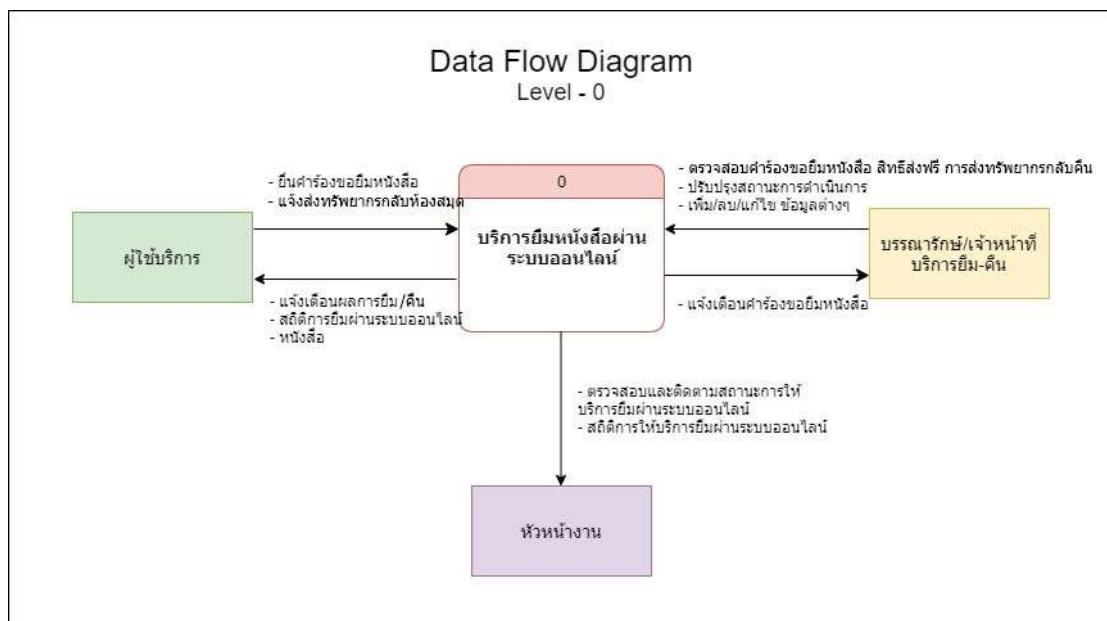 Data Flow Diagram
Level - 0
- ยื่นคำร้องขอยืมหนังสือ
- แจ้งส่งทรัพยากรกลับห้องสมุด
0
- ตรวจสอบคำร้องขอยืมหนังสือ สิทธิส่งฟรี การส่งทรัพยากรกลับคืน
- ปรับปรุงสถานะการดำเนินการ
- เพิ่ม/ลบ/แก้ไข ข้อมูลต่างๆ
ผู้ใช้บริการ
บริการยืมหนังสือผ่าน
ระบบออนไลน์
บรรณารักษ์/เจ้าหน้าที่
บริการยืม-คืน
- แจ้งเตือนผลการยืม/คืน
- สถิติการยืมผ่านระบบออนไลน์
- หนังสือ
- แจ้งเตือนคำร้องขอยืมหนังสือ
- ตรวจสอบและติดตามสถานะการให้
บริการยืมผ่านระบบออนไลน์
- สถิติการให้บริการยืมผ่านระบบออนไลน์
หัวหน้างาน